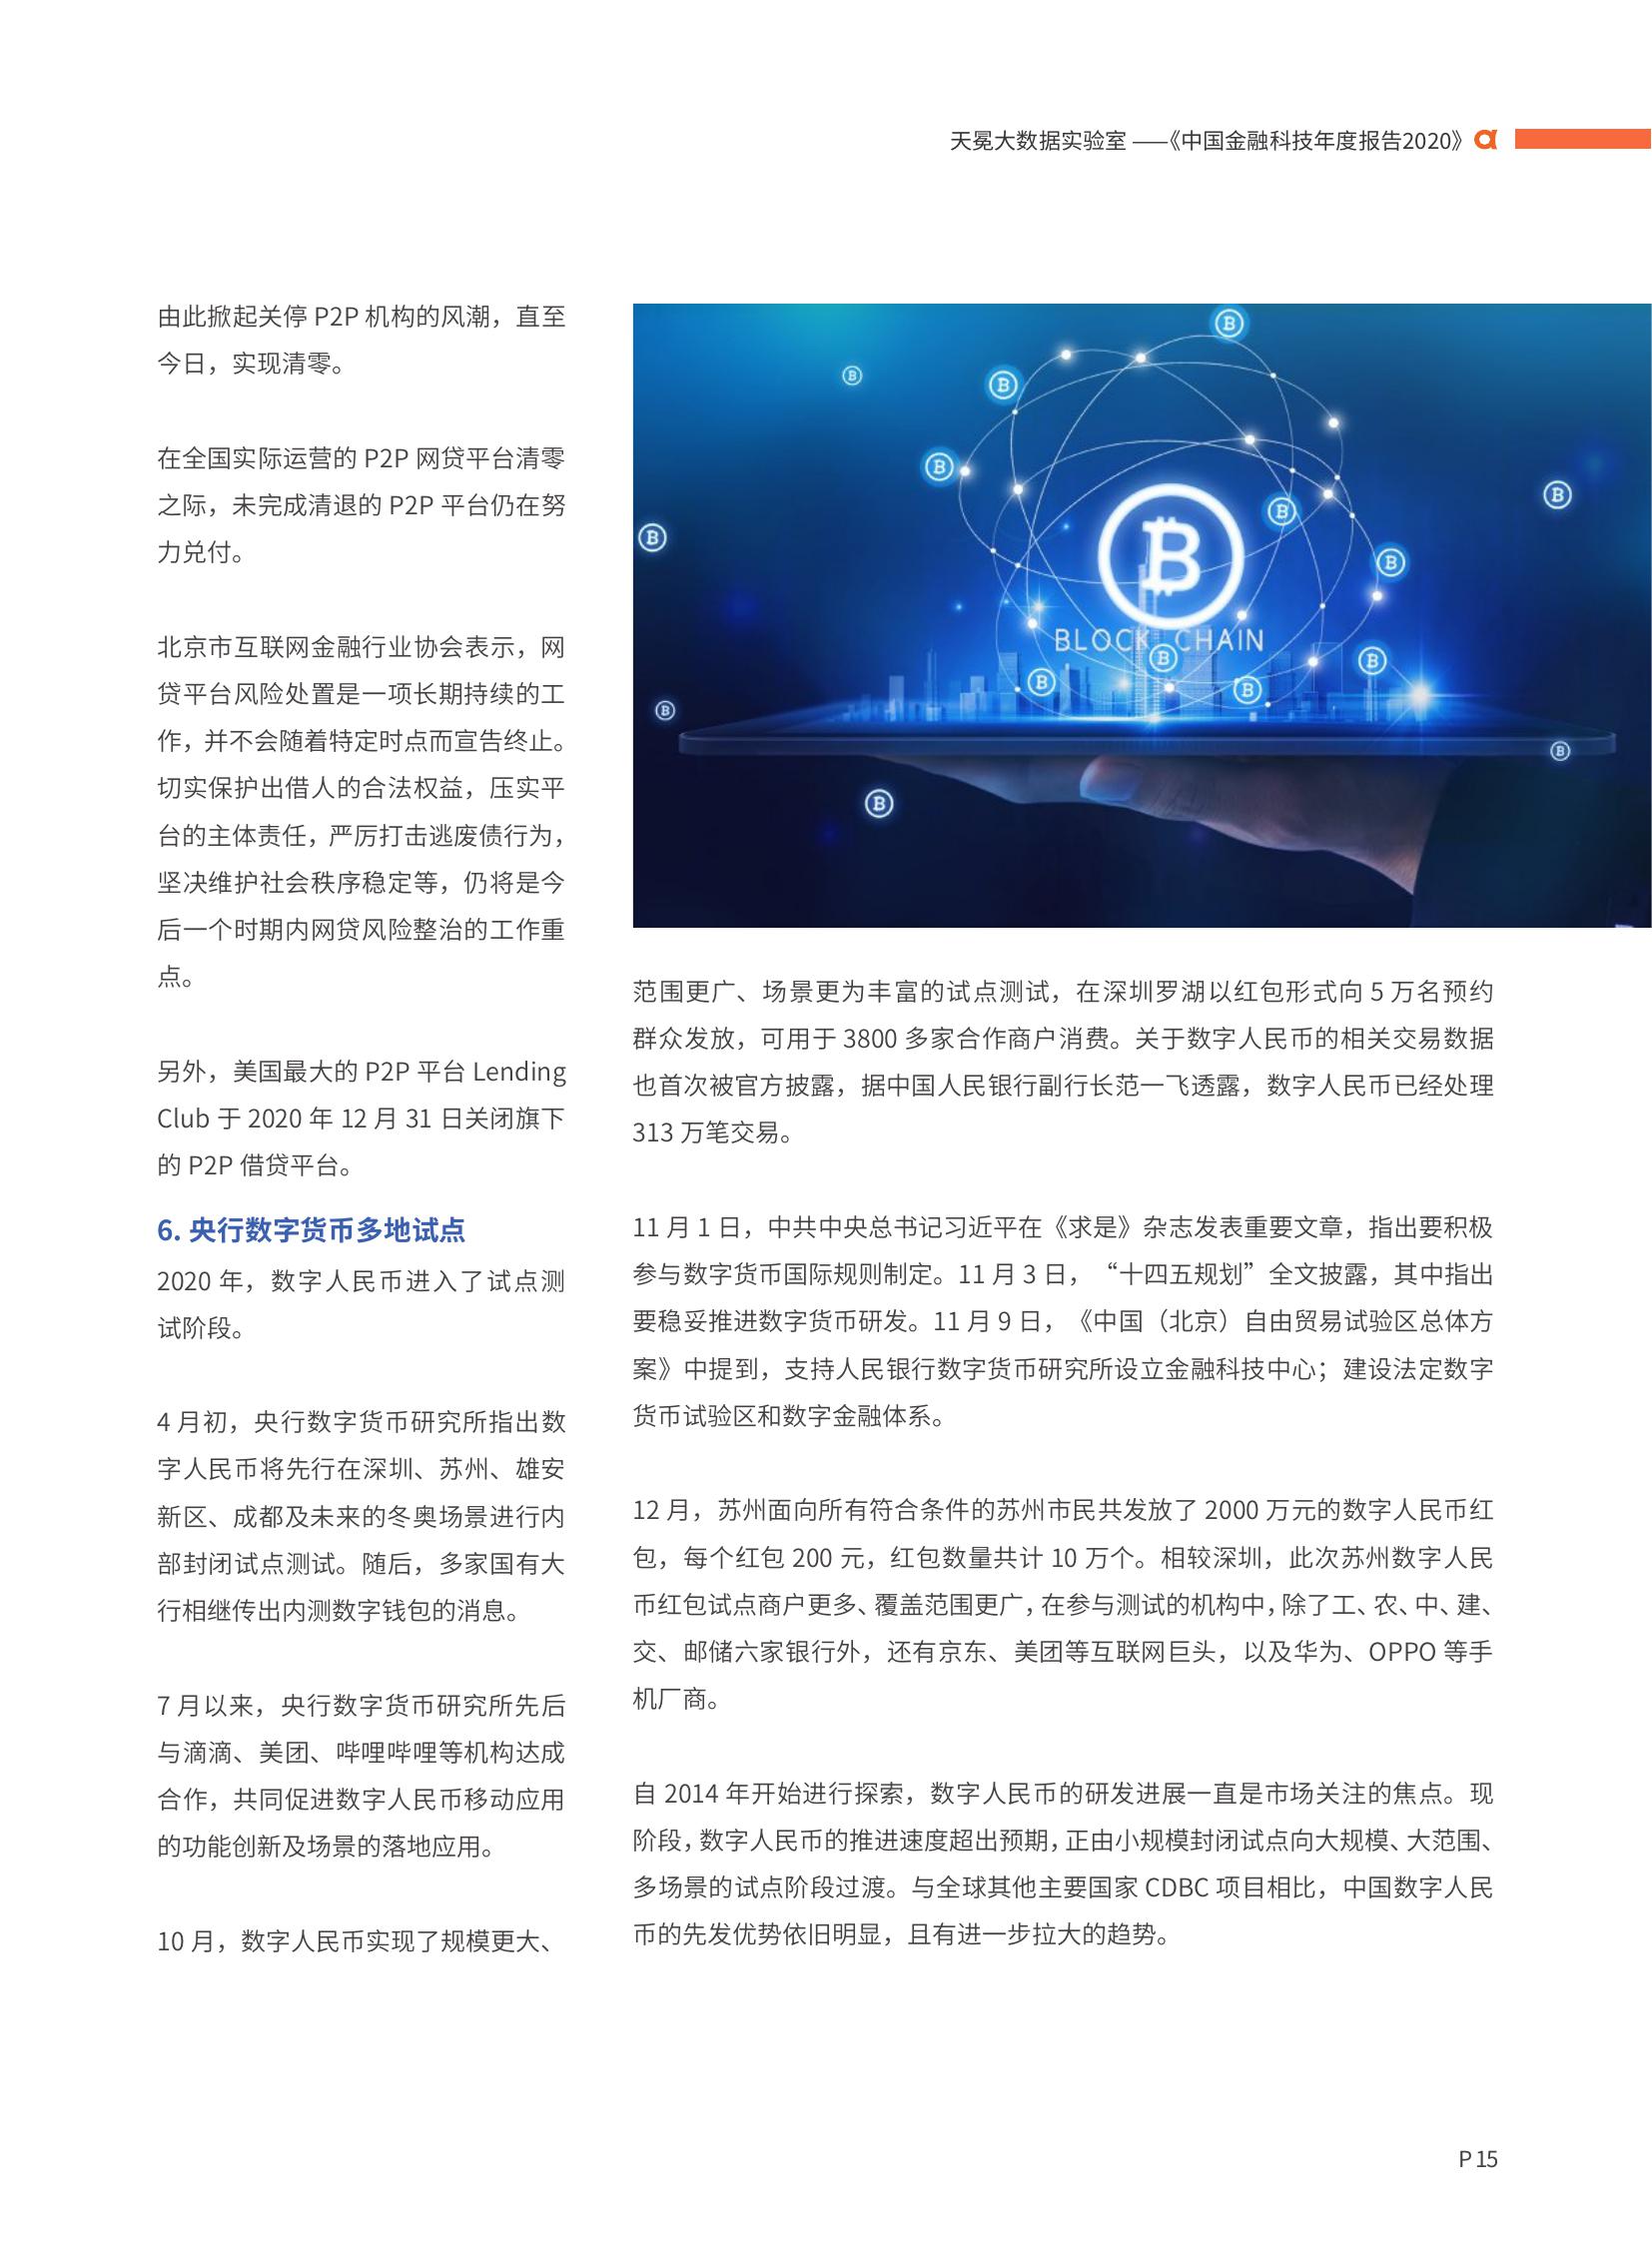 天冕大数据实验室 ——《中国金融科技年度报告2020》
由此掀起关停 P2P 机构的风潮，直至
今日，实现清零。
在全国实际运营的 P2P 网贷平台清零
之际，未完成清退的 P2P 平台仍在努
力兑付。
北京市互联网金融行业协会表示，网
贷平台风险处置是一项长期持续的工
作，并不会随着特定时点而宣告终止。
切实保护出借人的合法权益，压实平
台的主体责任，严厉打击逃废债行为，
坚决维护社会秩序稳定等，仍将是今
后一个时期内网贷风险整治的工作重
点。
另外，美国最大的 P2P 平台 Lending
Club 于 2020 年 12 月 31 日关闭旗下
的 P2P 借贷平台。
6. 央行数字货币多地试点
2020 年，数字人民币进入了试点测
试阶段。
4 月初，央行数字货币研究所指出数
字人民币将先行在深圳、苏州、雄安
新区、成都及未来的冬奥场景进行内
部封闭试点测试。随后，多家国有大
行相继传出内测数字钱包的消息。
7 月以来，央行数字货币研究所先后
与滴滴、美团、哔哩哔哩等机构达成
合作，共同促进数字人民币移动应用
的功能创新及场景的落地应用。
10 月，数字人民币实现了规模更大、
BLOCK CHAIN
范围更广、场景更为丰富的试点测试，在深圳罗湖以红包形式向 5 万名预约
群众发放，可用于 3800 多家合作商户消费。关于数字人民币的相关交易数据
也首次被官方披露，据中国人民银行副行长范一飞透露，数字人民币已经处理
313 万笔交易。
11 月 1 日，中共中央总书记习近平在《求是》杂志发表重要文章，指出要积极
参与数字货币国际规则制定。11 月 3 日，“十四五规划”全文披露，其中指出
要稳妥推进数字货币研发。11 月 9 日，《中国（北京）自由贸易试验区总体方
案》中提到，支持人民银行数字货币研究所设立金融科技中心；建设法定数字
货币试验区和数字金融体系。
12 月，苏州面向所有符合条件的苏州市民共发放了 2000 万元的数字人民币红
包，每个红包 200 元，红包数量共计 10 万个。相较深圳，此次苏州数字人民
币红包试点商户更多、覆盖范围更广，在参与测试的机构中，除了工、农、中、建、
交、邮储六家银行外，还有京东、美团等互联网巨头，以及华为、OPPO 等手
机厂商。
自 2014 年开始进行探索，数字人民币的研发进展一直是市场关注的焦点。现
阶段，数字人民币的推进速度超出预期，正由小规模封闭试点向大规模、大范围、
多场景的试点阶段过渡。与全球其他主要国家 CDBC 项目相比，中国数字人民
币的先发优势依旧明显，且有进一步拉大的趋势。
P 15